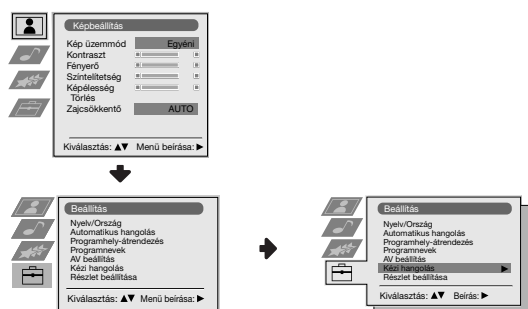 Képbeállítás
Kép üzemmód Egyéni
Kontraszt
Fényerő
Színtelítetség
Képélesség
Törlés
Zajcsökkentő AUTO
Kiválasztás: ▲▼ Menü beírása: ▶
Beállítás
Nyelv/Ország
Automatikus hangolás
Programhely-átrendezés
Programnevek
AV beállítás
Kézi hangolás
Részlet beállítása
Kiválasztás: ▲▼ Menü beírása: ▶
Beállítás
Nyelv/Ország
Automatikus hangolás
Programhely-átrendezés
Programnevek
AV beállítás
Kézi hangolás ▶
Részlet beállítása
Kiválasztás: ▲▼ Beírás: ▶